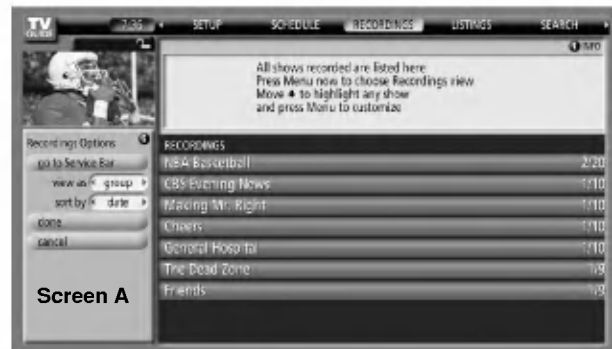 TV
GUIDE
7:36 SETUP SCHEDULE RECORDINGS LISTINGS SEARCH
INFO
All shows recorded are listed here
Press Menu now to choose Recordings view
Move to highlight any show
and press Menu to customize
Recordings Options
go to Service Bar
view as group
sort by date
done
cancel
Screen A
RECORDINGS
NBA Basketball 2/20
CBS Evening News 1/10
Making Mr. Right 1/10
Cheers 1/10
General Hospital 1/10
The Dead Zone 1/9
Friends 1/9